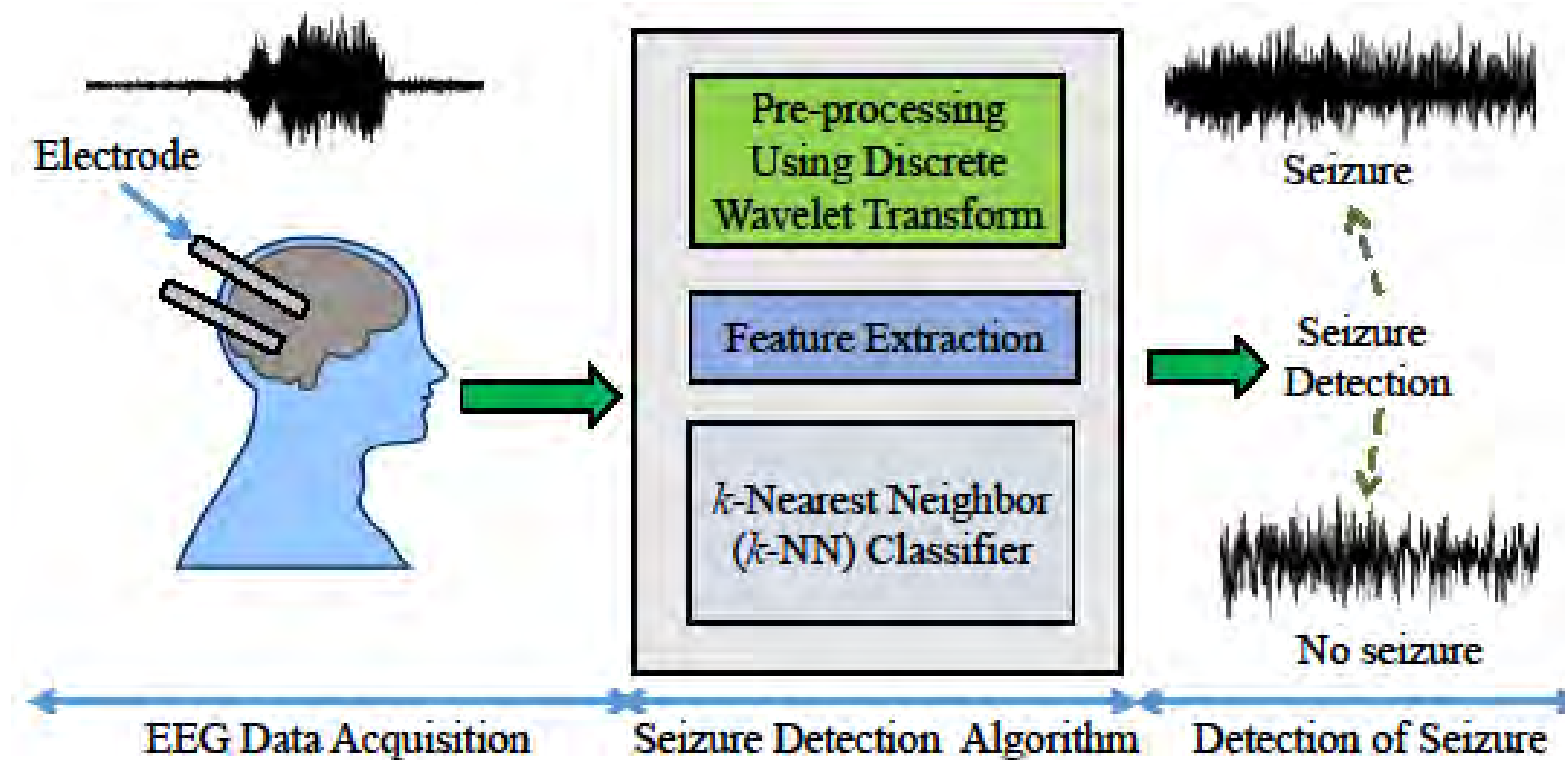 Electrode
Pre-processing
Using Discrete
Wavelet Transform
Feature Extraction
k-Nearest Neighbor
(k-NN) Classifier
Seizure
Seizure
Detection
No seizure
EEG Data Acquisition
Seizure Detection Algorithm
Detection of Seizure